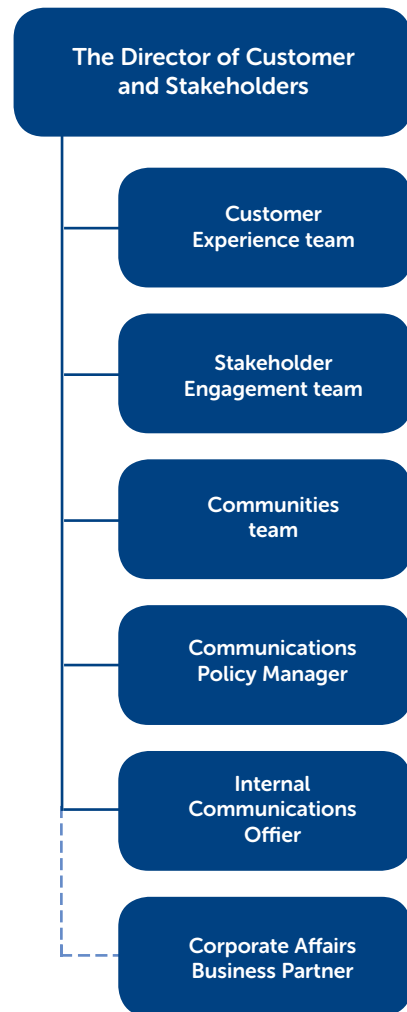 The Director of Customer
and Stakeholders
Customer
Experience team
Stakeholder
Engagement team
Communities
team
Communications
Policy Manager
Internal
Communications
Offier
Corporate Affairs
Business Partner